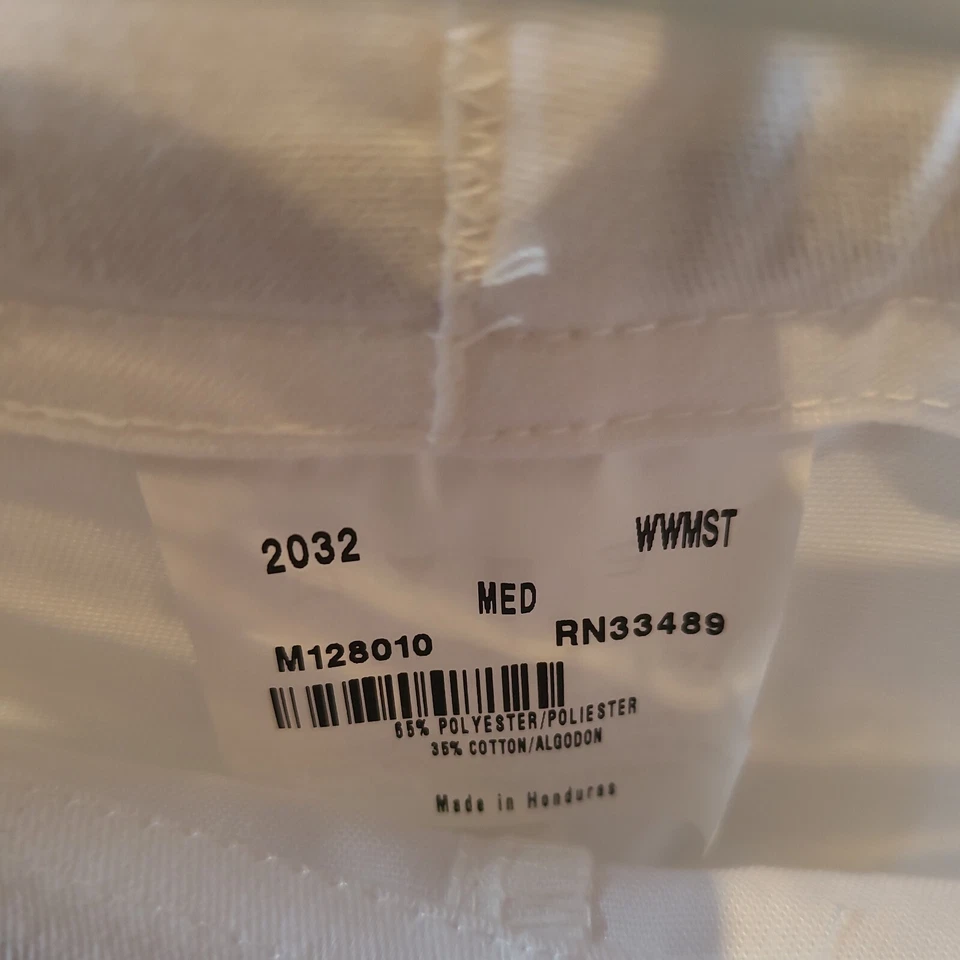 2032 WWMST
MED
M128010 RN33489
65% POLYESTER/POLIESTER
35% COTTON/ALGODON
Made in Honduras